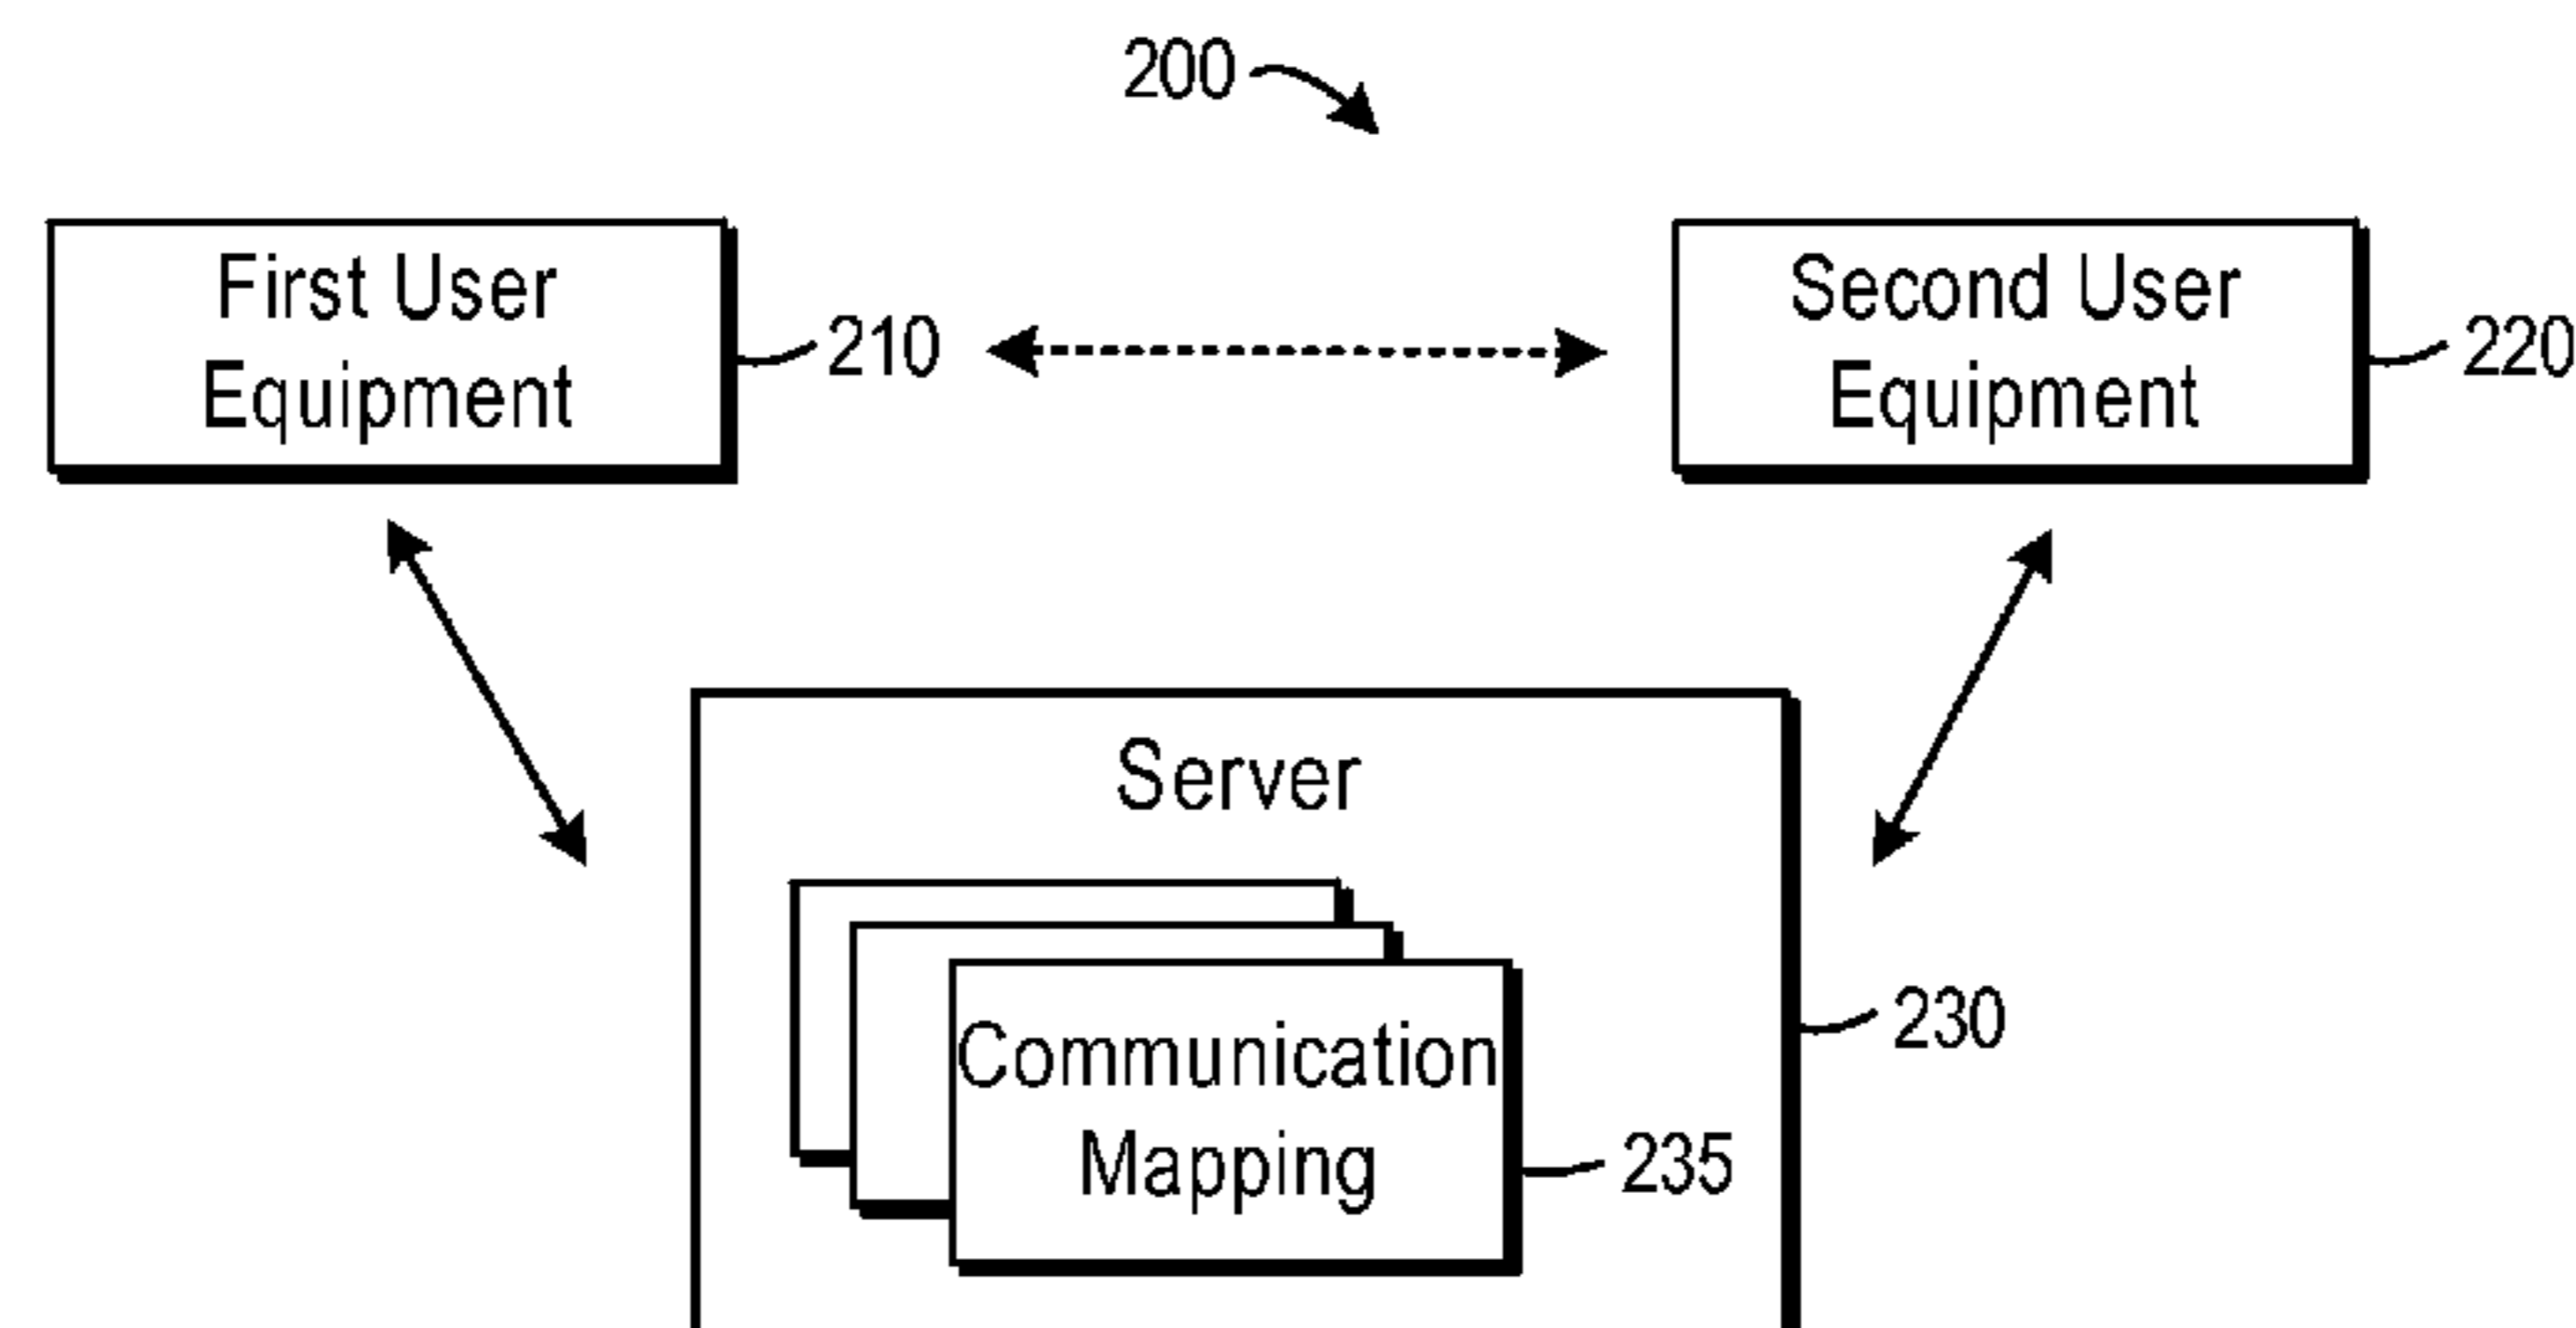 200
First User
Equipment
210
Second User
Equipment
220
Server
Communication
Mapping
235
230